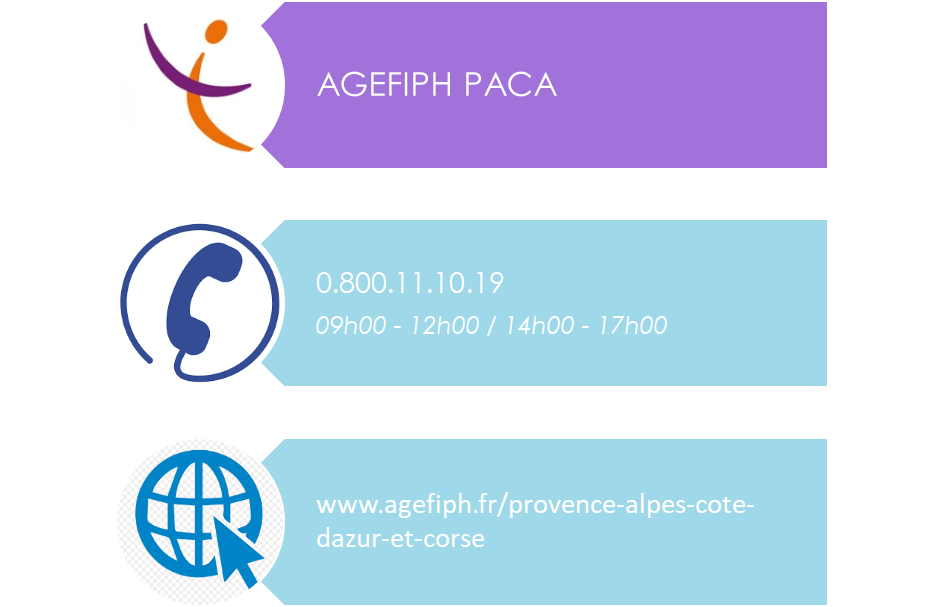 AGEFIPH PACA
0.800.11.10.19
09h00 - 12h00 / 14h00 - 17h00
www.agefiph.fr/provence-alpes-cote-
dazur-et-corse